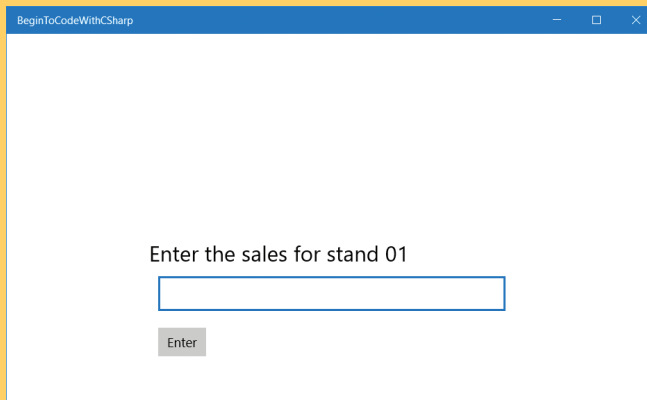 BeginToCodeWithCSharp
Enter the sales for stand 01
Enter